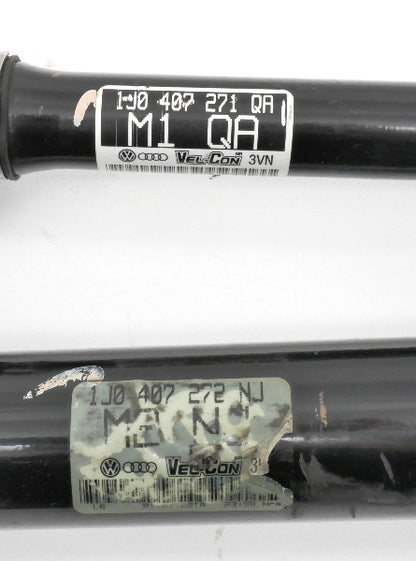 1J0 407 271 QA
M1 QA
VEL-CON 3VN
1J0 407 272 NJ
VEL-CON